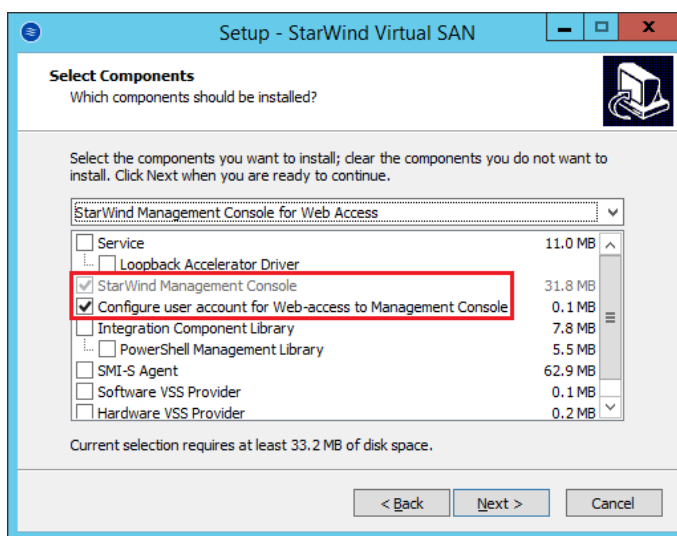 Setup - StarWind Virtual SAN
Select Components
Which components should be installed?
Select the components you want to install; clear the components you do not want to
install. Click Next when you are ready to continue.
StarWind Management Console for Web Access
Service 11.0 MB
Loopback Accelerator Driver
StarWind Management Console 31.8 MB
Configure user account for Web-access to Management Console 0.1 MB
Integration Component Library 7.8 MB
PowerShell Management Library 5.5 MB
SMI-S Agent 62.9 MB
Software VSS Provider 0.1 MB
Hardware VSS Provider 0.2 MB
Current selection requires at least 33.2 MB of disk space.
< Back Next > Cancel